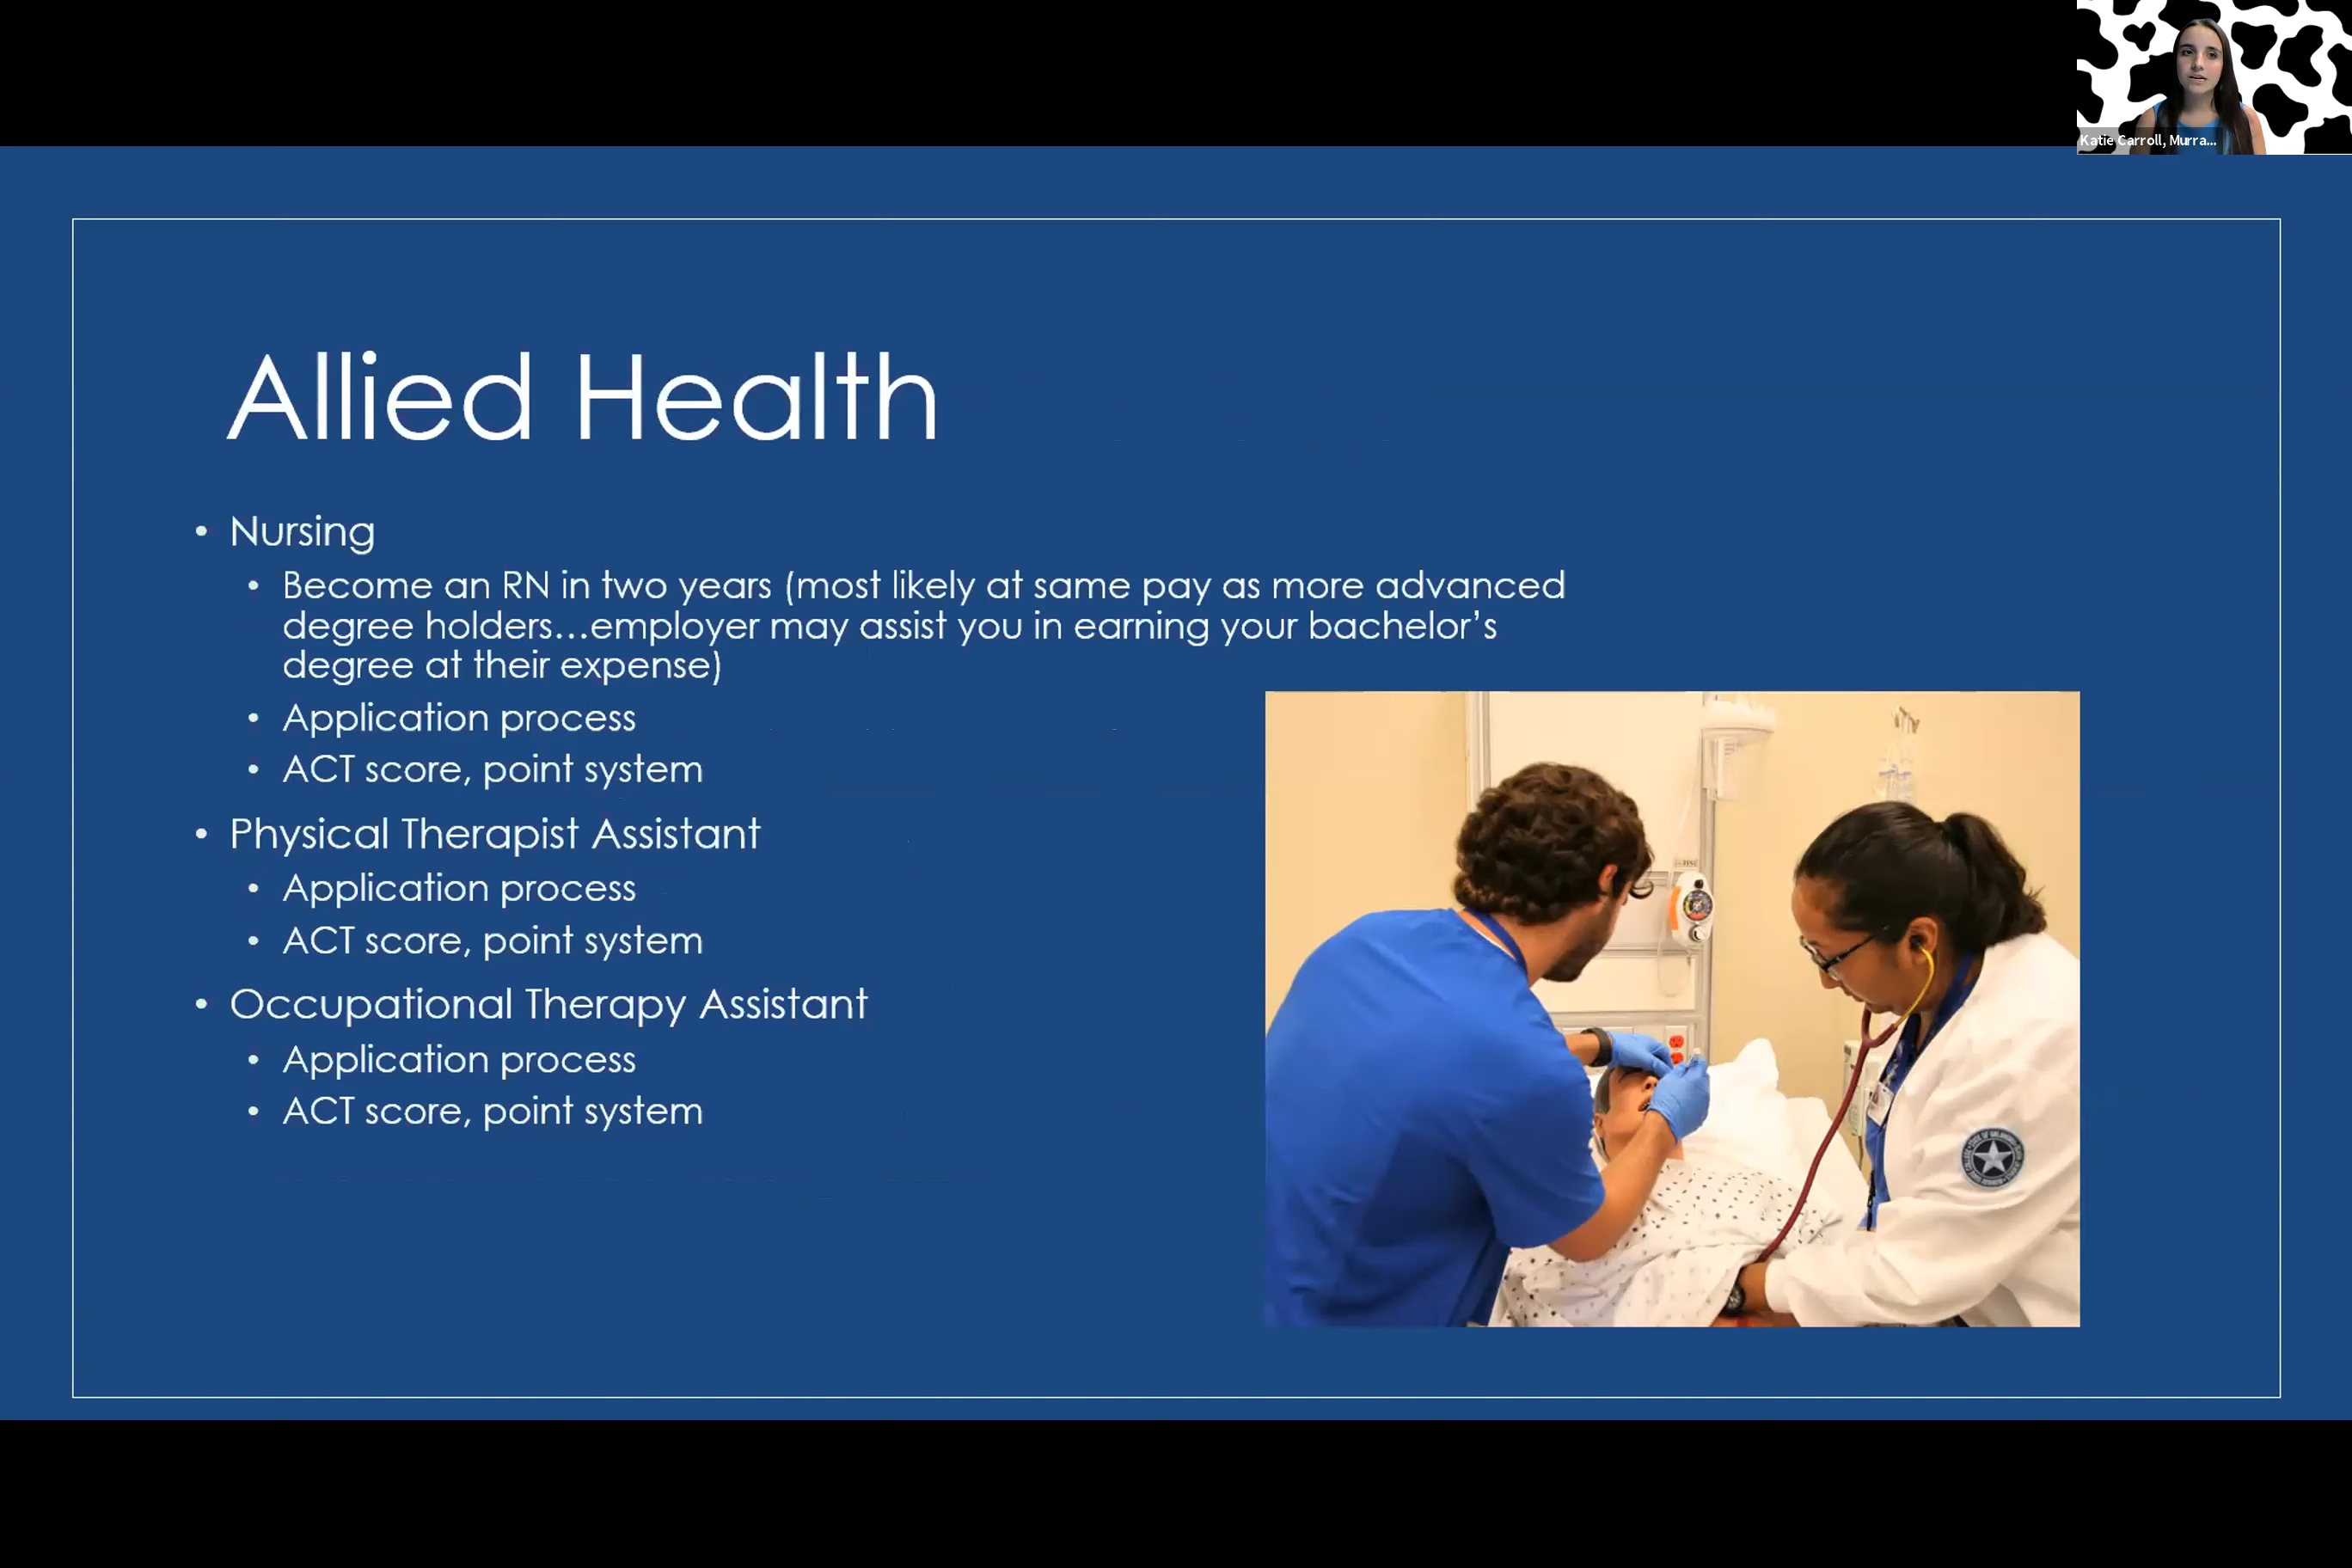 Katie Carroll, Murra...
Allied Health
• Nursing
• Become an RN in two years (most likely at same pay as more advanced
degree holders...employer may assist you in earning your bachelor’s
degree at their expense)
• Application process
• ACT score, point system
• Physical Therapist Assistant
• Application process
• ACT score, point system
• Occupational Therapy Assistant
• Application process
• ACT score, point system